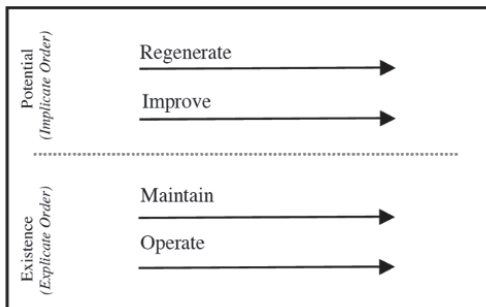 Potential
(Implicate Order)
Regenerate
Improve
Existence
(Explicate Order)
Maintain
Operate